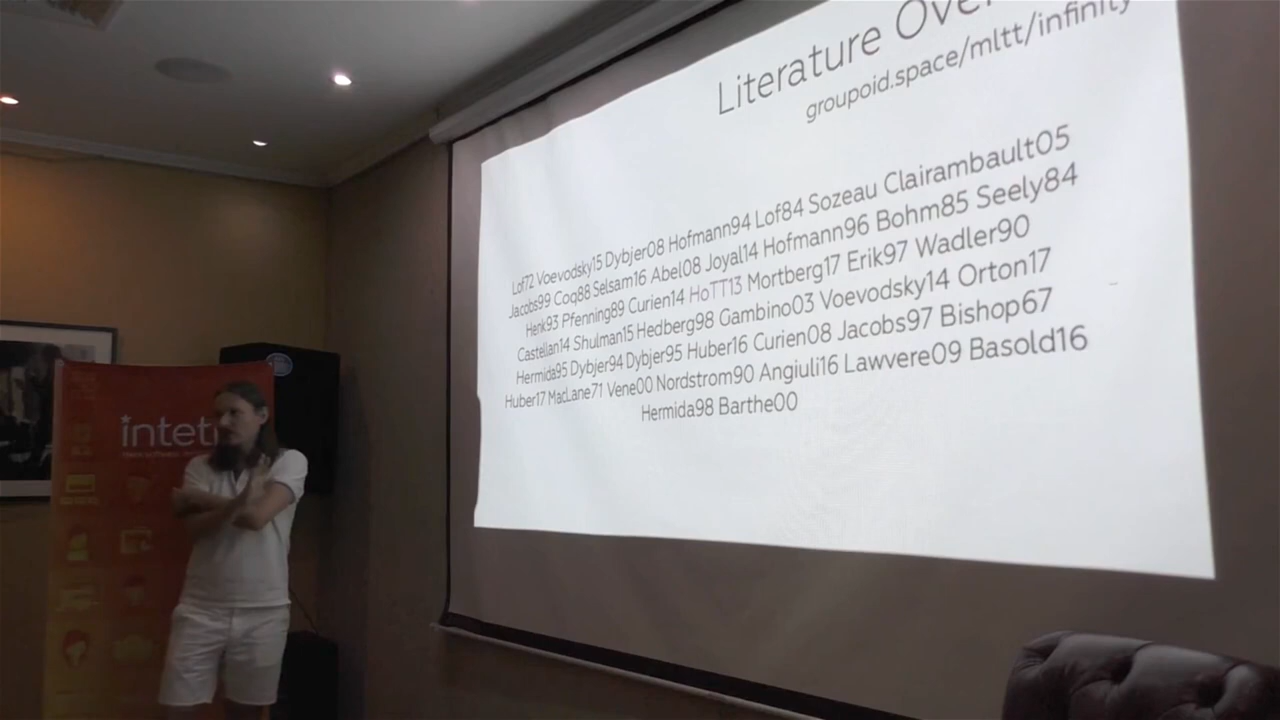 Literature Ove
groupoid.space/mltt/infinity
Lof72 Voevodsky15 Dybjer08 Hofmann94 Lof84 Sozeau Clairambault05
Jacobs99 Coq88 Selsam16 Abel08 Joyal14 Hofmann96 Bohm85 Seely84
Henk93 Pfenning89 Curien14 HoTT13 Mortberg17 Erik97 Wadler90
Castellan14 Shulman15 Hedberg98 Gambino03 Voevodsky14 Orton17
Hermida95 Dybjer94 Dybjer95 Huber16 Curien08 Jacobs97 Bishop67
Huber17 MacLane71 Vene00 Nordstrom90 Angiuli16 Lawvere09 Basold16
Hermida98 Barthe00
inteti